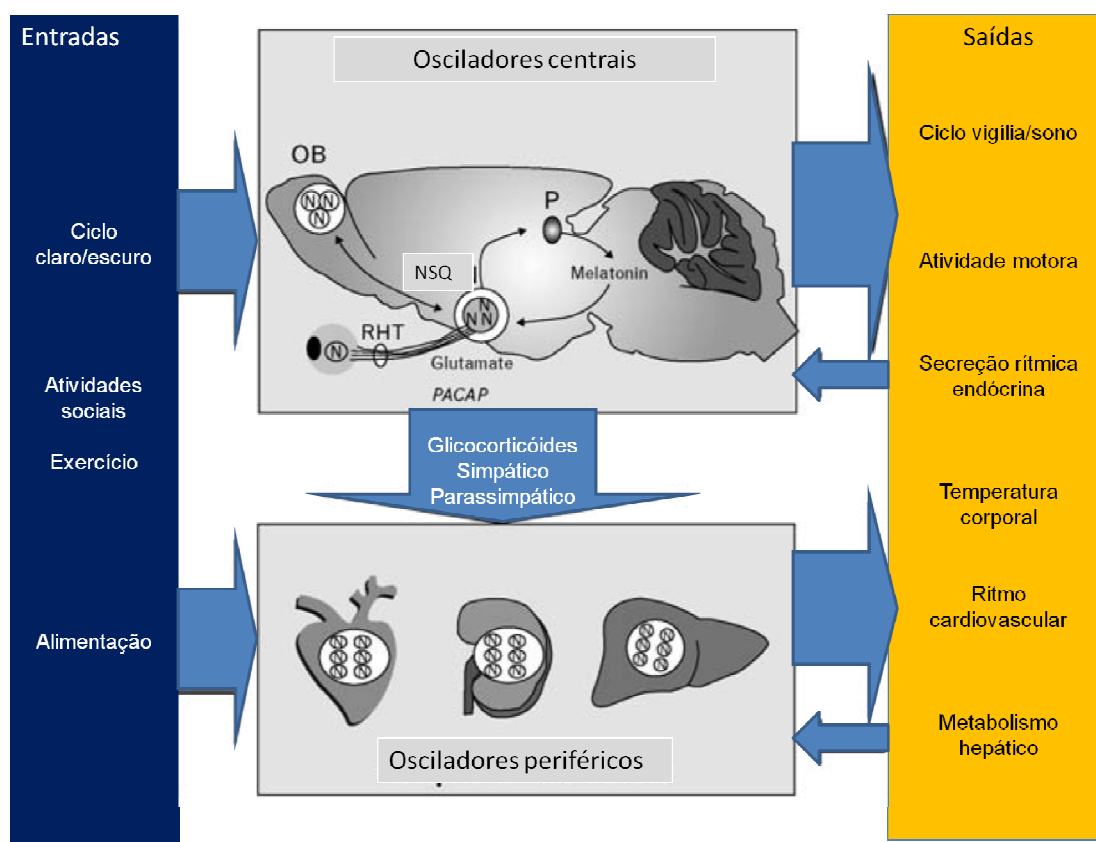 Entradas
Ciclo
claro/escuro
Atividades
sociais
Exercício
Alimentação
Osciladores centrais
OB
N N
N
P
NSQ
Melatonin
N
N N
RHT
N
Glutamate
PACAP
Glicocorticóides
Simpático
Parassimpático
N N
N N
N N
N N
N N
N N
N N
N N
N N
Osciladores periféricos
Saídas
Ciclo vigília/sono
Atividade motora
Secreção rítmica
endócrina
Temperatura
corporal
Ritmo
cardiovascular
Metabolismo
hepático